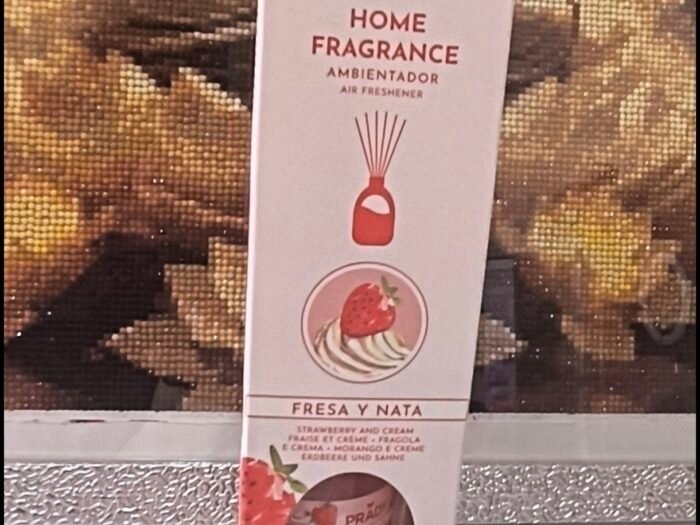 HOME
FRAGRANCE
AMBIENTADOR
AIR FRESHENER
FRESA Y NATA
STRAWBERRY AND CREAM
FRAISE ET CRÈME • FRAGOLA
E CREMA • MORANGO E CREME
ERDBEERE UND SAHNE